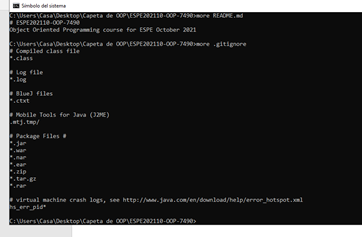 Símbolo del sistema
C:\Users\Casa\Desktop\Capeta de OOP\ESPE202110-OOP-7490>more README.md
# ESPE202110-OOP-7490
Object Oriented Programming course for ESPE October 2021
C:\Users\Casa\Desktop\Capeta de OOP\ESPE202110-OOP-7490>more .gitignore
# Compiled class file
*.class
# Log file
*.log
# BlueJ files
*.ctxt
# Mobile Tools for Java (J2ME)
.mtj.tmp/
# Package Files #
*.jar
*.war
*.nar
*.ear
*.zip
*.tar.gz
*.rar
# virtual machine crash logs, see http://www.java.com/en/download/help/error_hotspot.xml
hs_err_pid*
C:\Users\Casa\Desktop\Capeta de OOP\ESPE202110-OOP-7490>